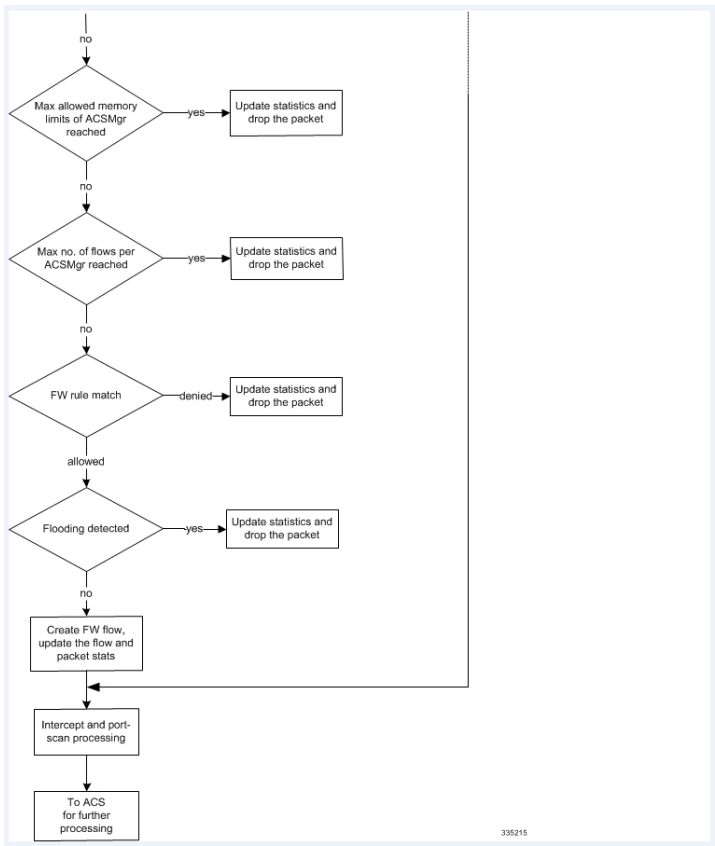 no
Max allowed memory
limits of ACSMgr
reached
yes
Update statistics and
drop the packet
no
Max no. of flows per
ACSMgr reached
yes
Update statistics and
drop the packet
no
FW rule match
denied
Update statistics and
drop the packet
allowed
Flooding detected
yes
Update statistics and
drop the packet
no
Create FW flow,
update the flow and
packet stats
Intercept and port-
scan processing
To ACS
for further
processing
335215